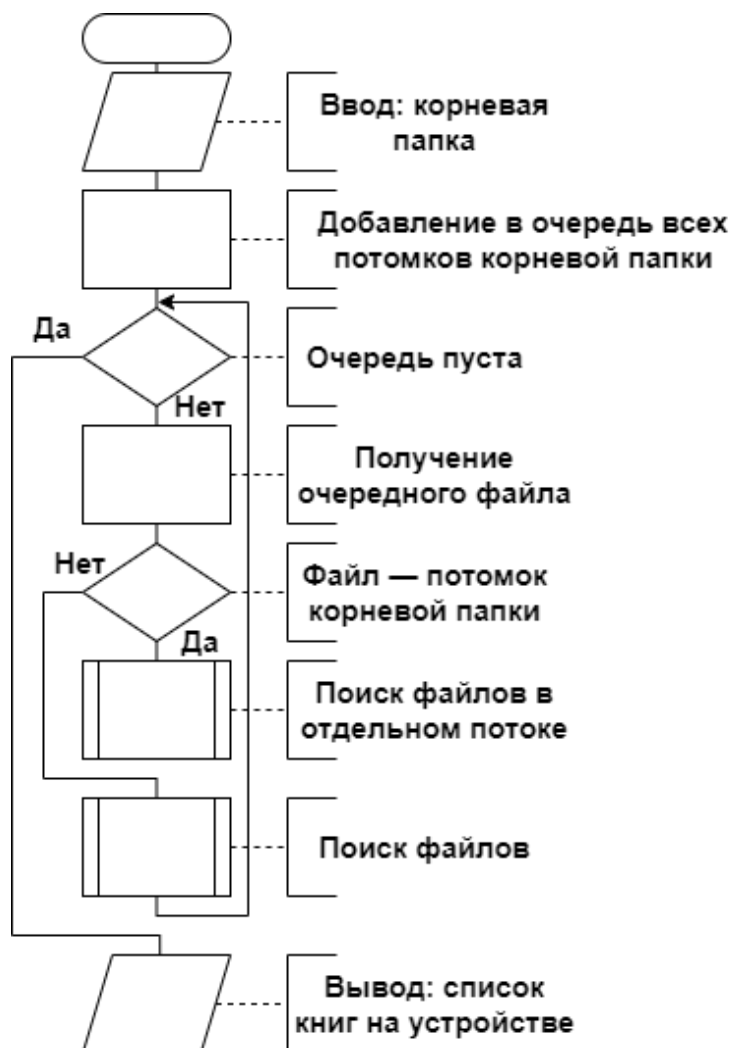 Ввод: корневая
папка
Добавление в очередь всех
потомков корневой папки
Да
Очередь пуста
Нет
Получение
очередного файла
Нет
Файл — потомок
корневой папки
Да
Поиск файлов в
отдельном потоке
Поиск файлов
Вывод: список
книг на устройстве